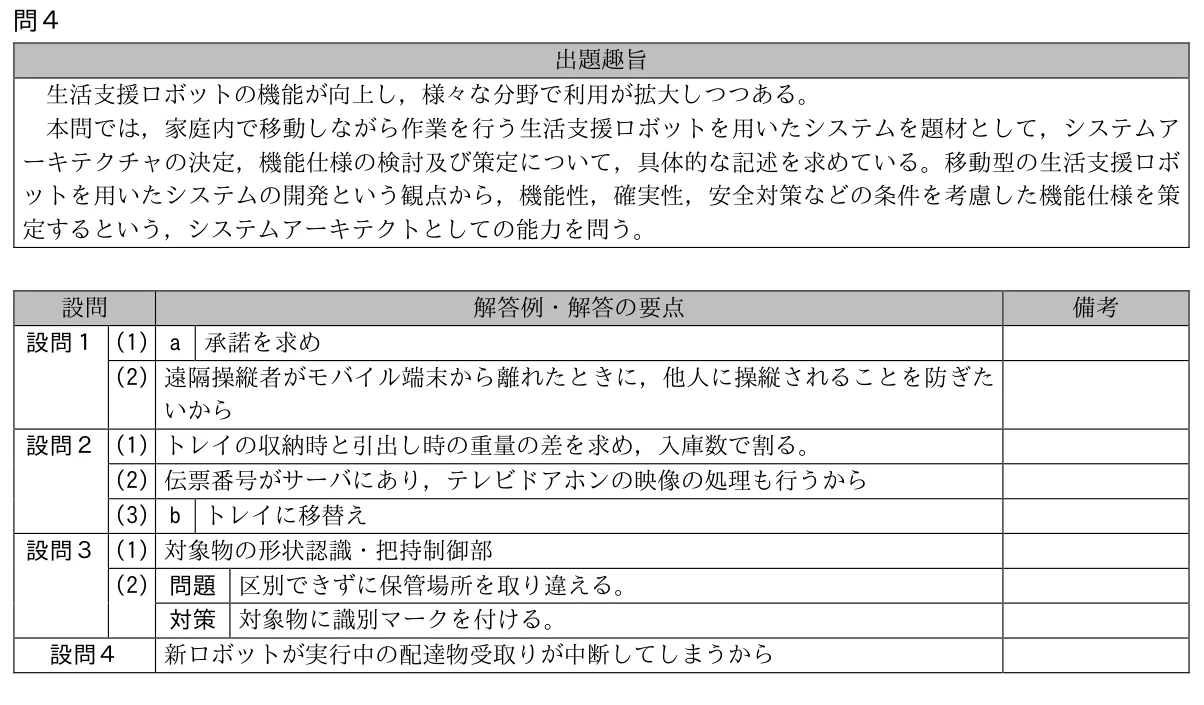 問４
出題趣旨
生活支援ロボットの機能が向上し，様々な分野で利用が拡大しつつある。
本問では，家庭内で移動しながら作業を行う生活支援ロボットを用いたシステムを題材として，システムア
ーキテクチャの決定，機能仕様の検討及び策定について，具体的な記述を求めている。移動型の生活支援ロボ
ットを用いたシステムの開発という観点から，機能性，確実性，安全対策などの条件を考慮した機能仕様を策
定するという，システムアーキテクトとしての能力を問う。
設問 解答例・解答の要点 備考
設問１ (1) a 承諾を求め
(2) 遠隔操縦者がモバイル端末から離れたときに，他人に操縦されることを防ぎた
いから
設問２ (1) トレイの収納時と引出し時の重量の差を求め，入庫数で割る。
(2) 伝票番号がサーバにあり，テレビドアホンの映像の処理も行うから
(3) b トレイに移替え
設問３ (1) 対象物の形状認識・把持制御部
(2) 問題 区別できずに保管場所を取り違える。
対策 対象物に識別マークを付ける。
設問４ 新ロボットが実行中の配達物受取りが中断してしまうから